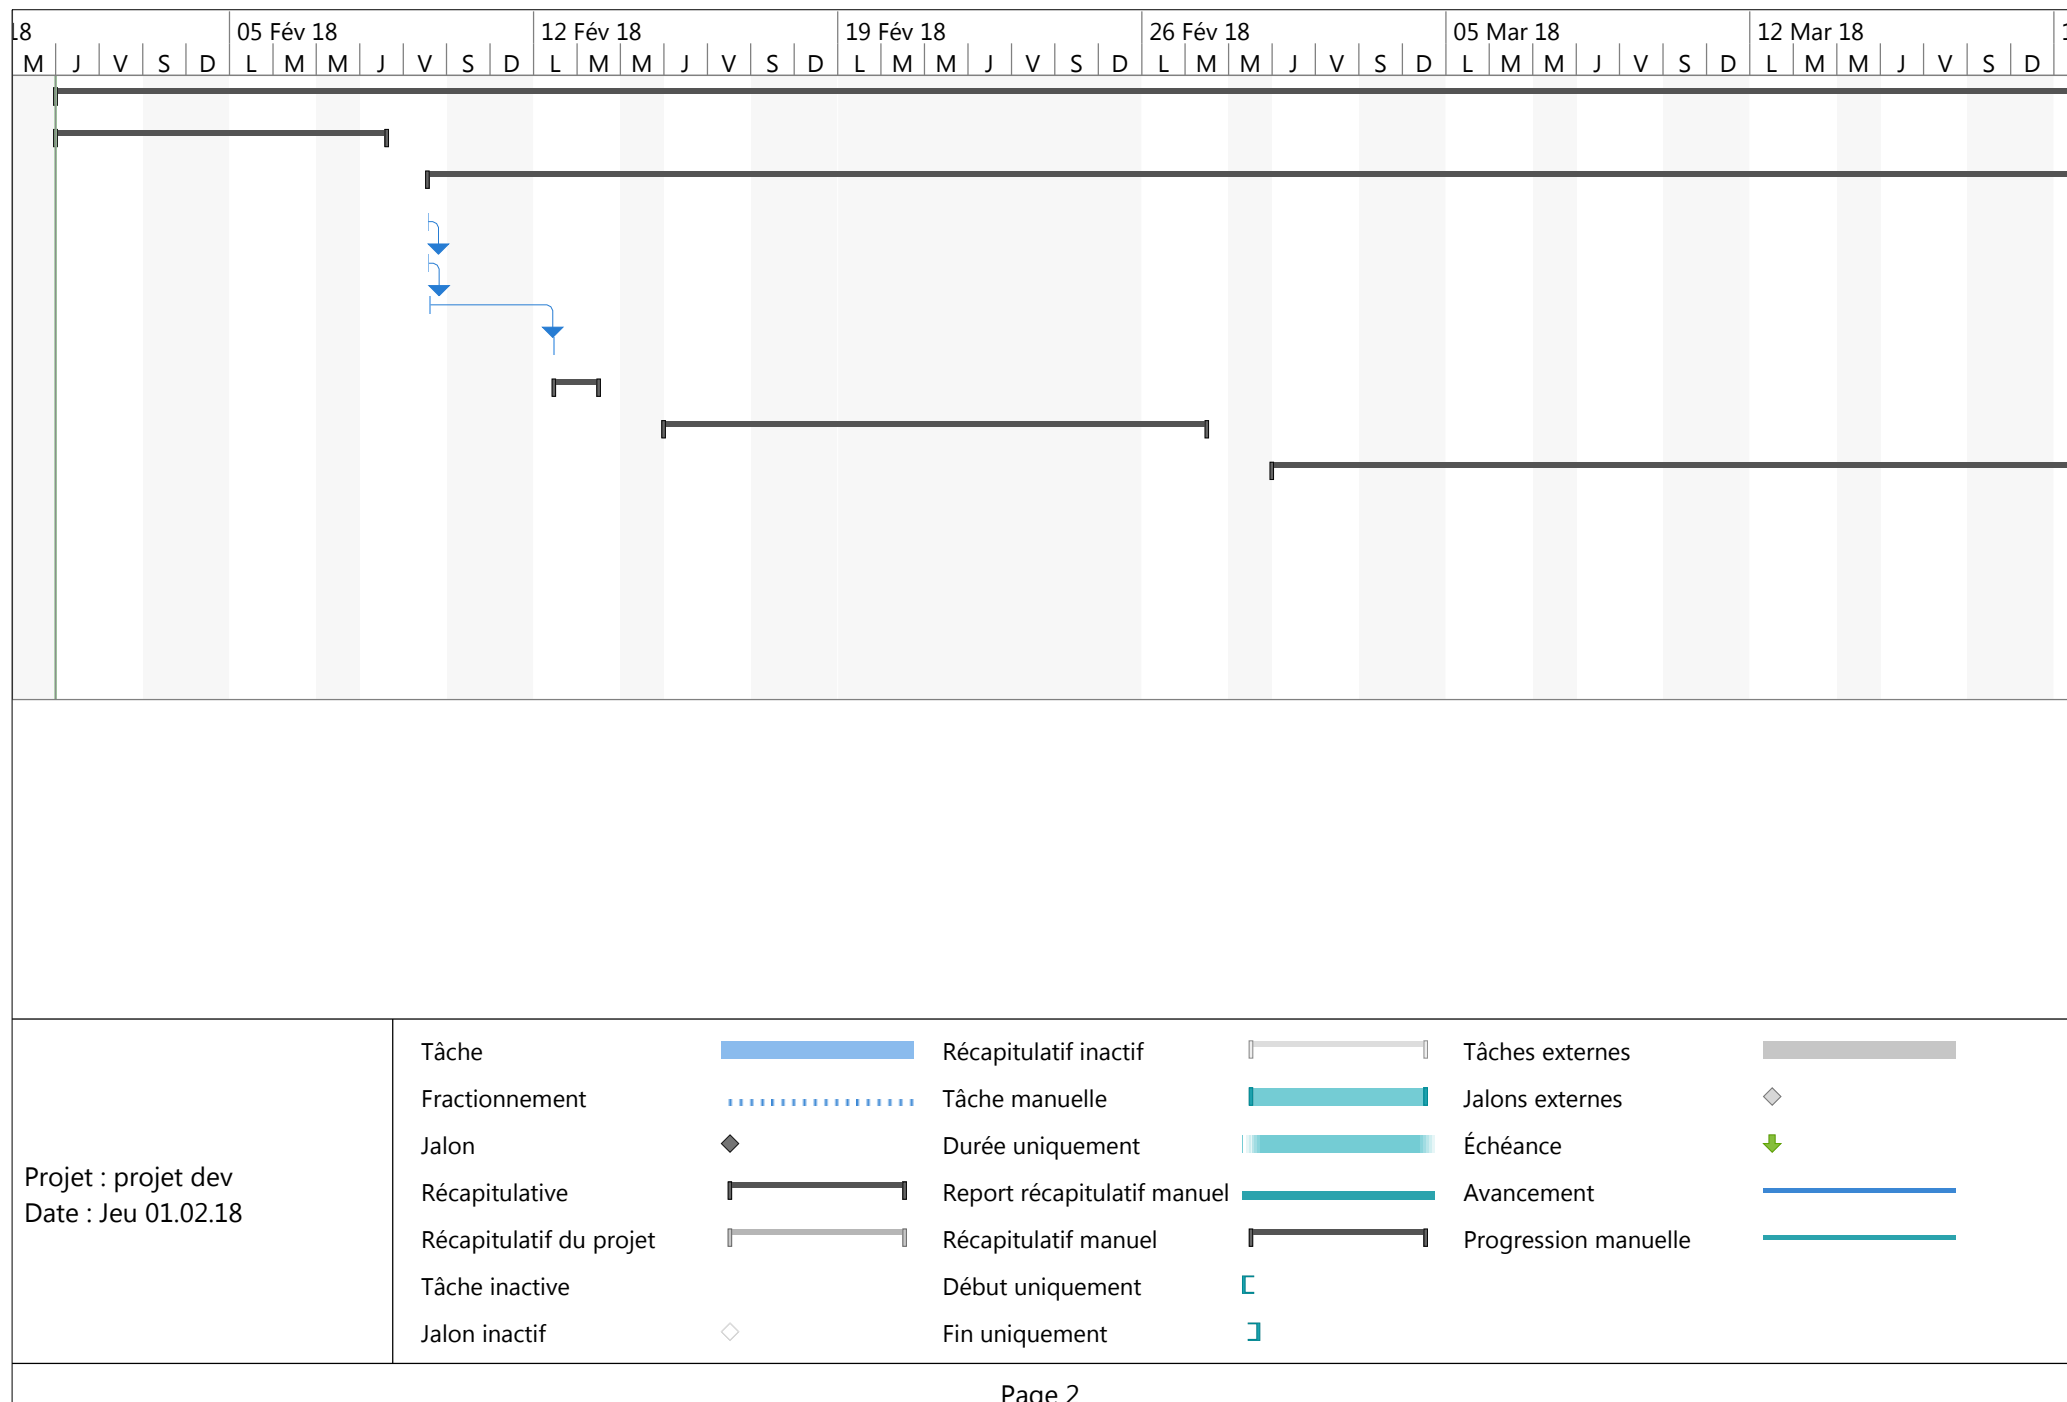 18 05 Fév 18 12 Fév 18 19 Fév 18 26 Fév 18 05 Mar 18 12 Mar 18 1
M J V S D L M M J V S D L M M J V S D L M M J V S D L M M J V S D L M M J V S D L M M J V S D
Tâche Récapitulatif inactif Tâches externes
Fractionnement Tâche manuelle Jalons externes
Jalon Durée uniquement Échéance
Projet : projet dev
Date : Jeu 01.02.18
Récapitulative Report récapitulatif manuel Avancement
Récapitulatif du projet Récapitulatif manuel Progression manuelle
Tâche inactive Début uniquement
Jalon inactif Fin uniquement
Page 2